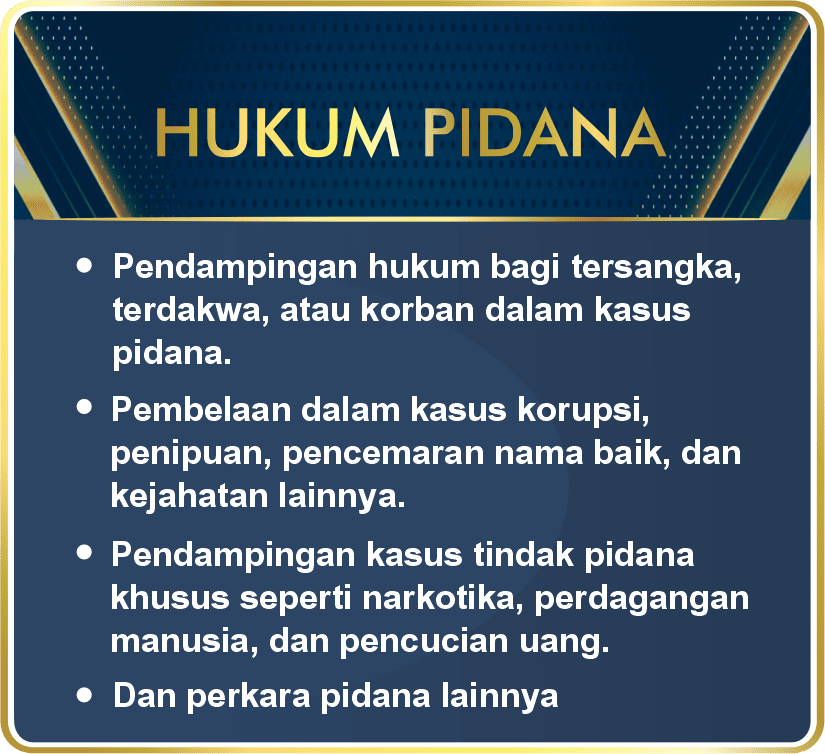 HUKUM PIDANA
• Pendampingan hukum bagi tersangka,
terdakwa, atau korban dalam kasus
pidana.
• Pembelaan dalam kasus korupsi,
penipuan, pencemaran nama baik, dan
kejahatan lainnya.
• Pendampingan kasus tindak pidana
khusus seperti narkotika, perdagangan
manusia, dan pencucian uang.
• Dan perkara pidana lainnya